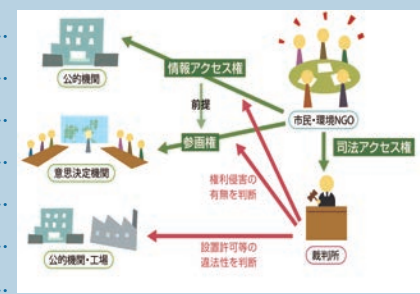 公的機関
情報アクセス権
前提
市民・環境NGO
参画権
意思決定機関
司法アクセス権
権利侵害の
有無を判断
設置許可等の
違法性を判断
公的機関・工場
裁判所